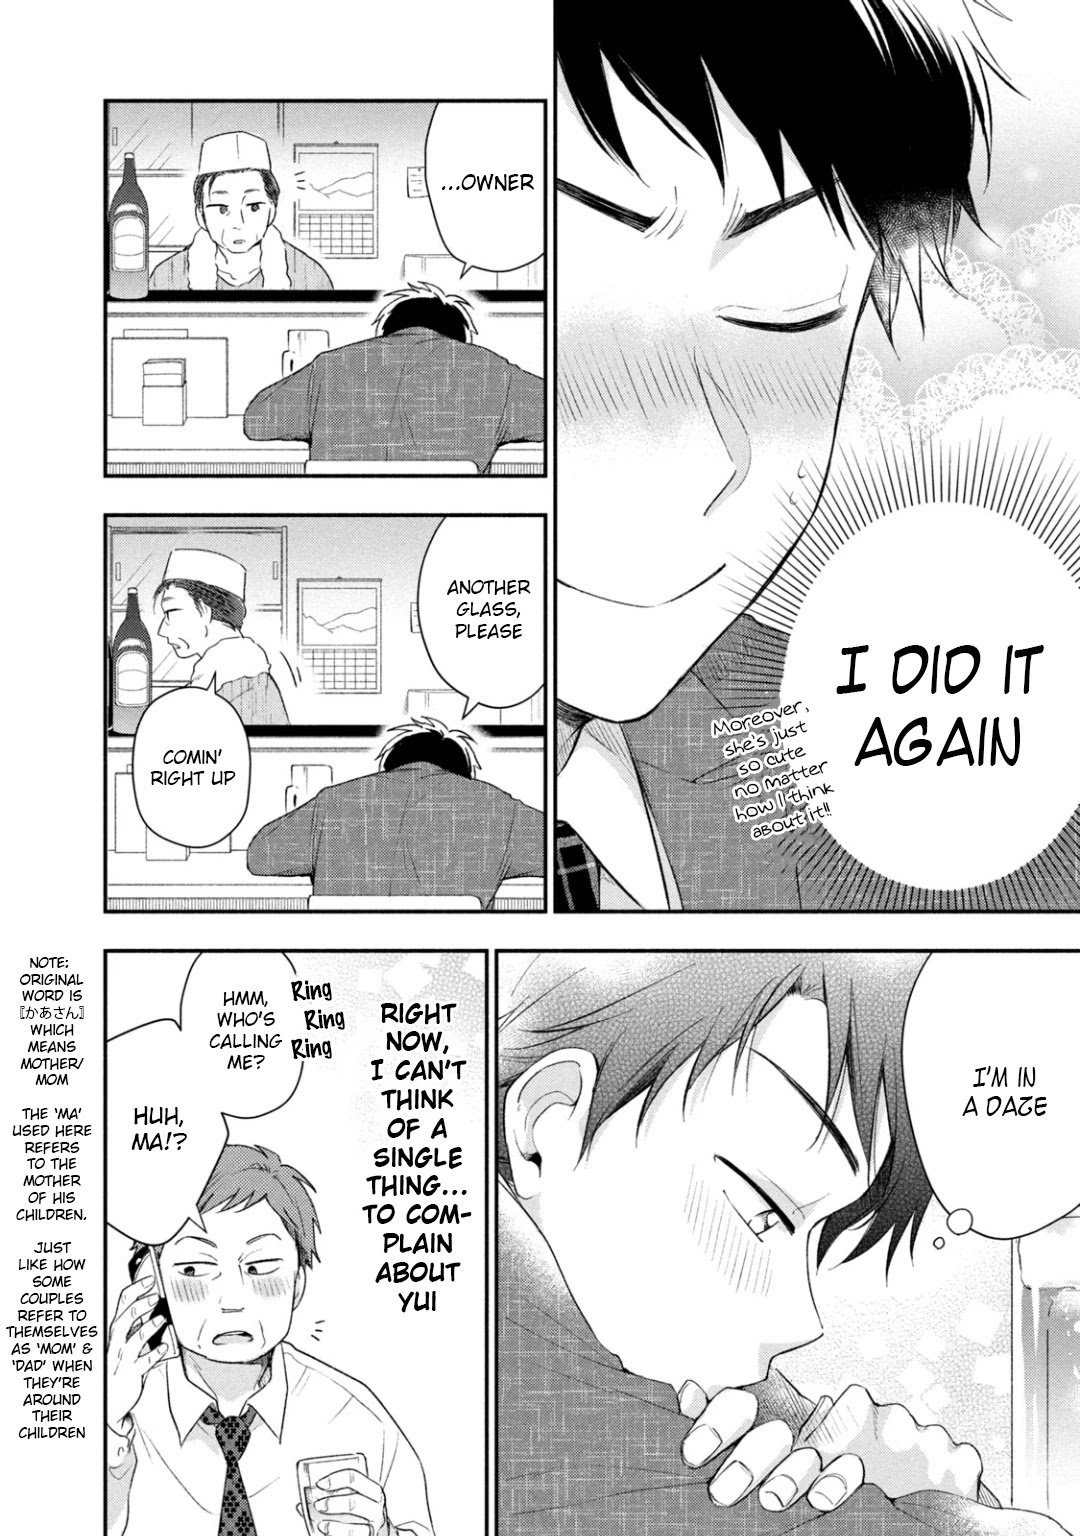 I DID IT
AGAIN
Moreover,
she's just
so cute
no matter
how I think
about it!!
...OWNER
ANOTHER
GLASS,
PLEASE
COMIN'
RIGHT UP
I'M IN
A DAZE
RIGHT
NOW,
I CAN'T
THINK
OF A
SINGLE
THING...
TO COM-
PLAIN
ABOUT
YUI
Ring
Ring
Ring
HMM,
WHO'S
CALLING
ME?
HUH,
MA!?
NOTE:
ORIGINAL
WORD IS
[かあさん]
WHICH
MEANS
MOTHER/
MOM
THE 'MA'
USED HERE
REFERS
TO THE
MOTHER
OF HIS
CHILDREN.
JUST
LIKE HOW
SOME
COUPLES
REFER TO
THEMSELVES
AS 'MOM' &
'DAD' WHEN
THEY'RE
AROUND
THEIR
CHILDREN